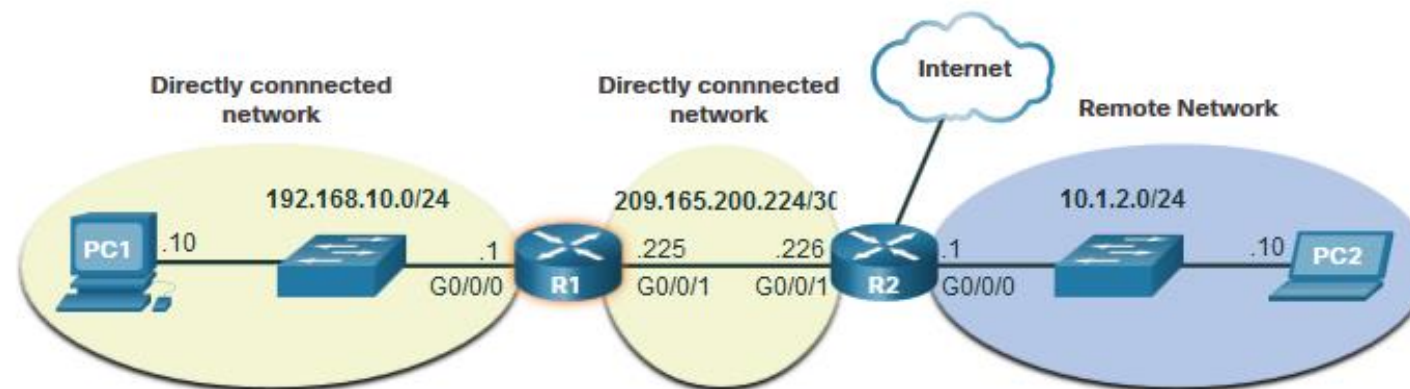 Internet
Directly connnected
network
Directly connnected
network
Remote Network
192.168.10.0/24
209.165.200.224/30
10.1.2.0/24
PC1
.10
.1
G0/0/0
R1
.225
G0/0/1
.226
G0/0/1
R2
.1
G0/0/0
.10
PC2